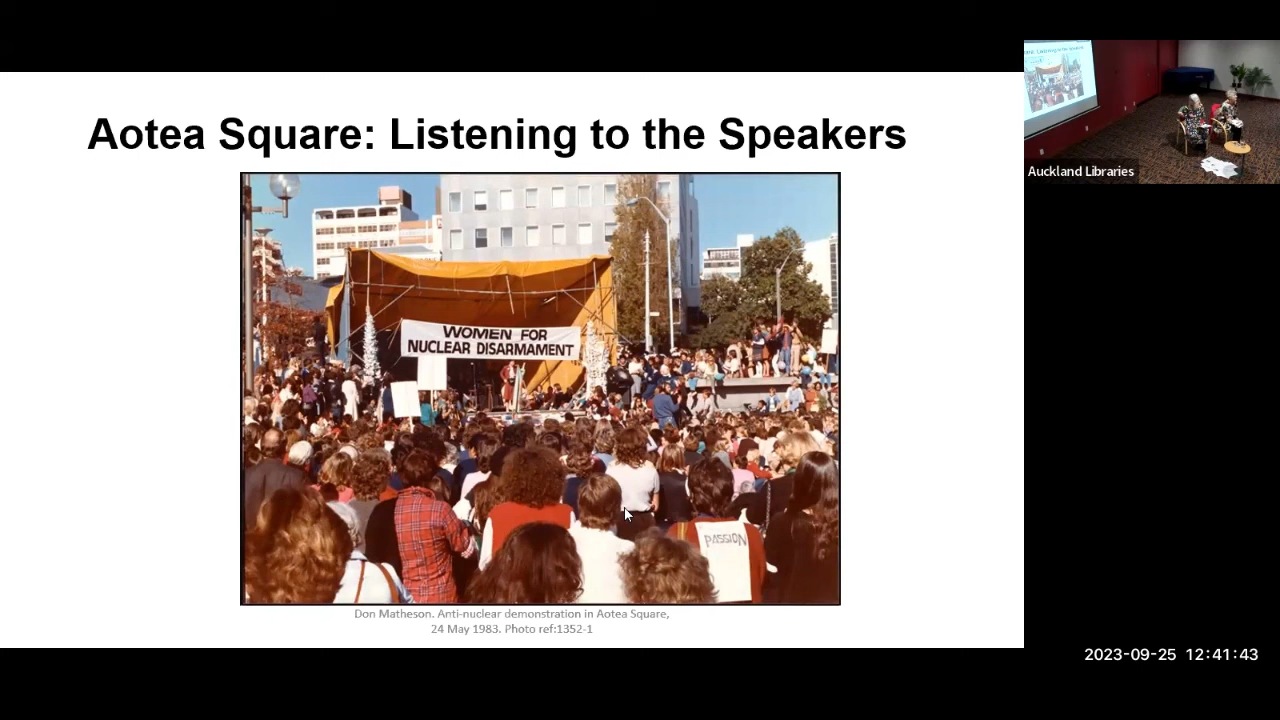 Aotea Square: Listening to the Speakers
WOMEN FOR
NUCLEAR DISARMAMENT
PASSION
Don Matheson. Anti-nuclear demonstration in Aotea Square,
24 May 1983. Photo ref:1352-1
Auckland Libraries
2023-09-25 12:41:43